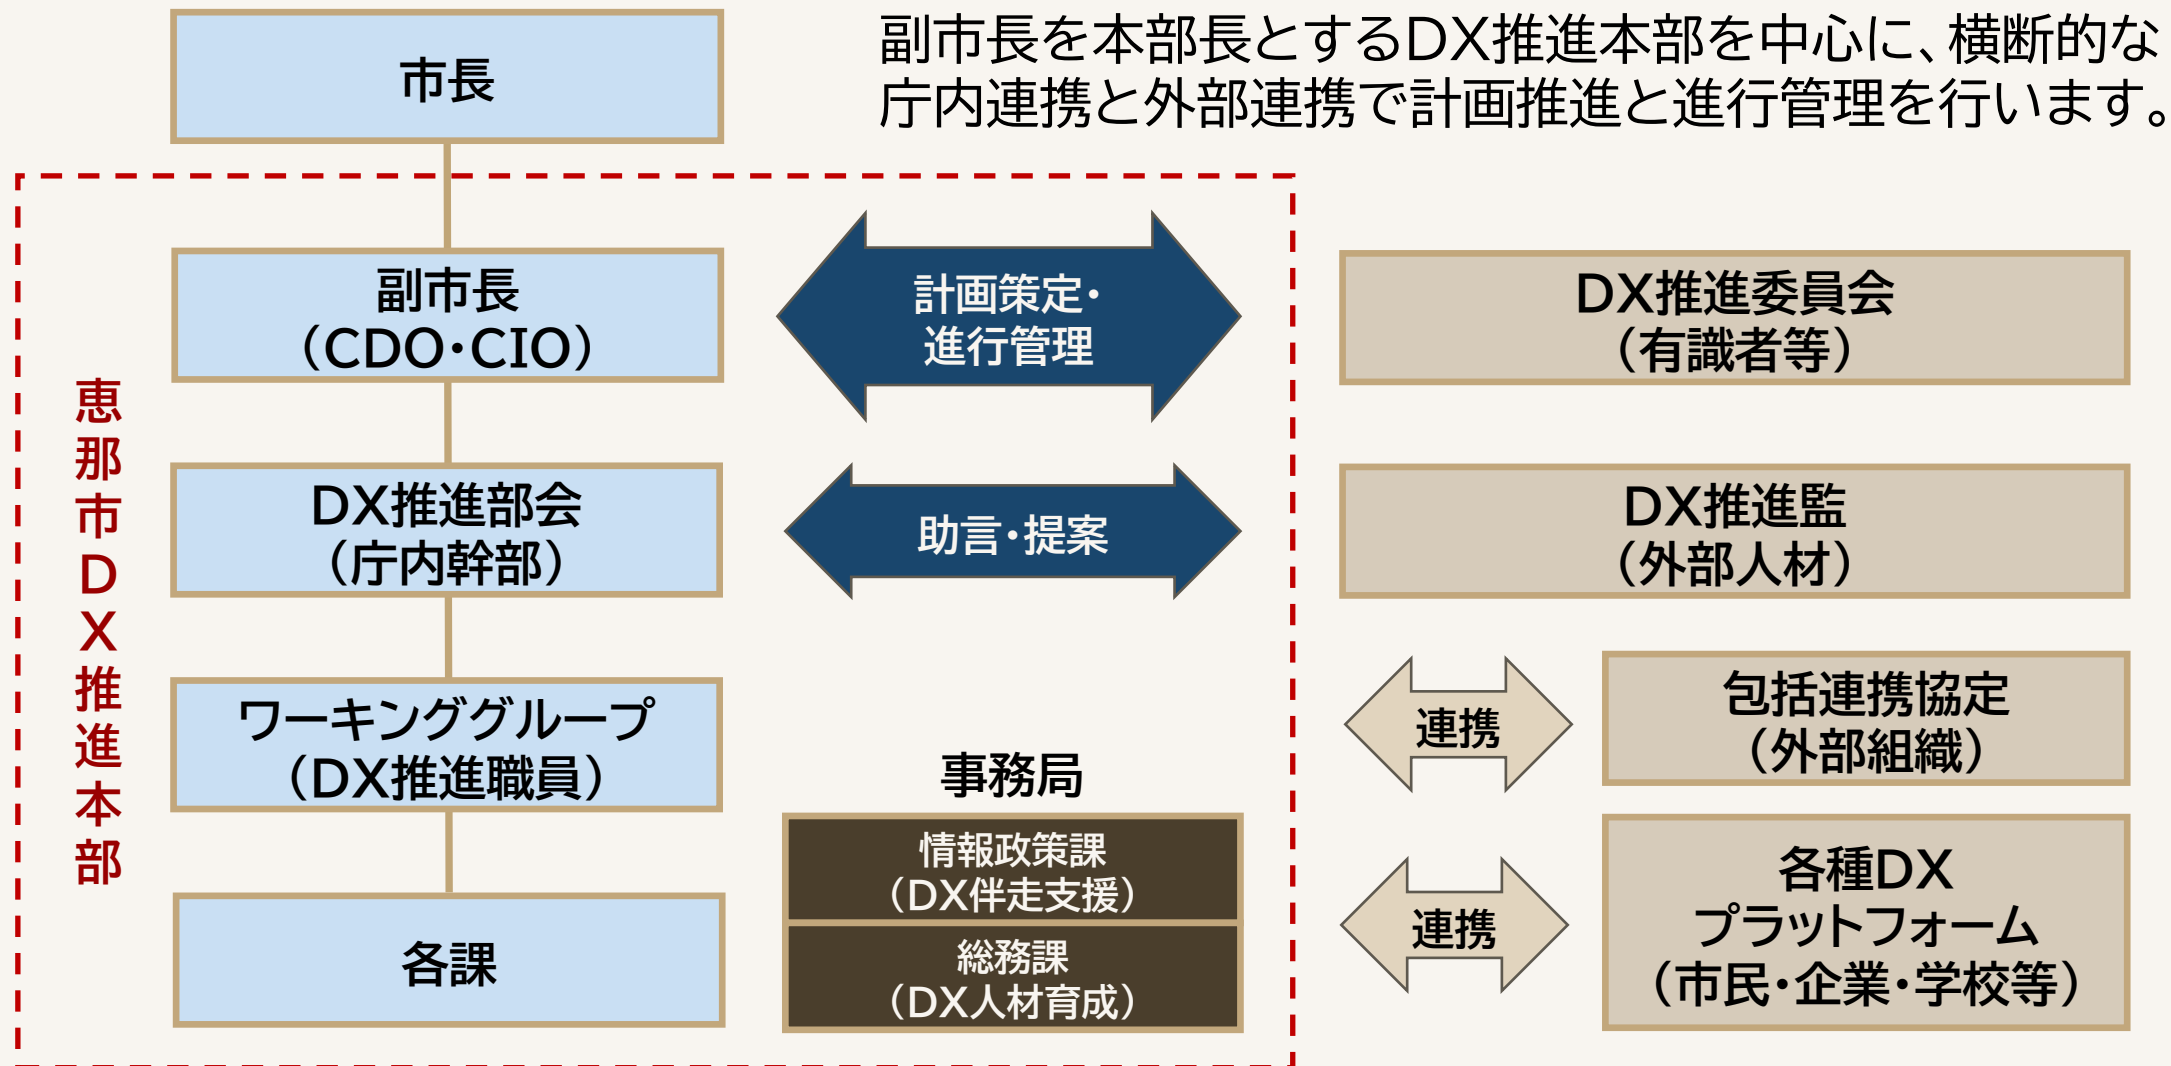 市長
副市長を本部長とするDX推進本部を中心に、横断的な
庁内連携と外部連携で計画推進と進行管理を行います。
恵那市DX推進本部
副市長
（CDO・CIO）
計画策定・
進行管理
DX推進委員会
（有識者等）
DX推進部会
（庁内幹部）
助言・提案
DX推進監
（外部人材）
ワーキンググループ
（DX推進職員）
連携
包括連携協定
（外部組織）
事務局
情報政策課
（DX伴走支援）
総務課
（DX人材育成）
各課
連携
各種DX
プラットフォーム
（市民・企業・学校等）